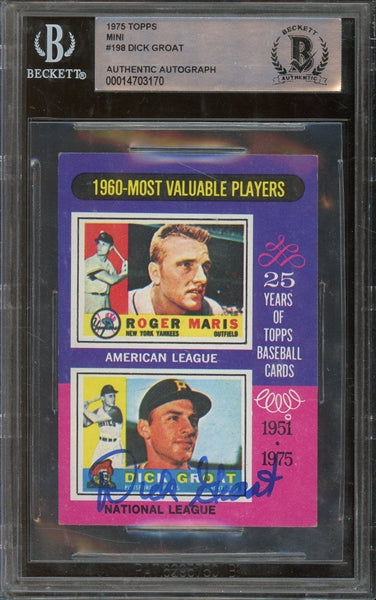 1975 TOPPS
MINI
#198 DICK GROAT
AUTHENTIC AUTOGRAPH
00014703170
BECKETT
BECKETT
AUTHENTIC
1960-MOST VALUABLE PLAYERS
ROGER MARIS
NEW YORK YANKEES OUTFIELD
AMERICAN LEAGUE
25
YEARS
OF
TOPPS
BASEBALL
CARDS
1951
1975
DICK GROAT
Dick Groat
NATIONAL LEAGUE